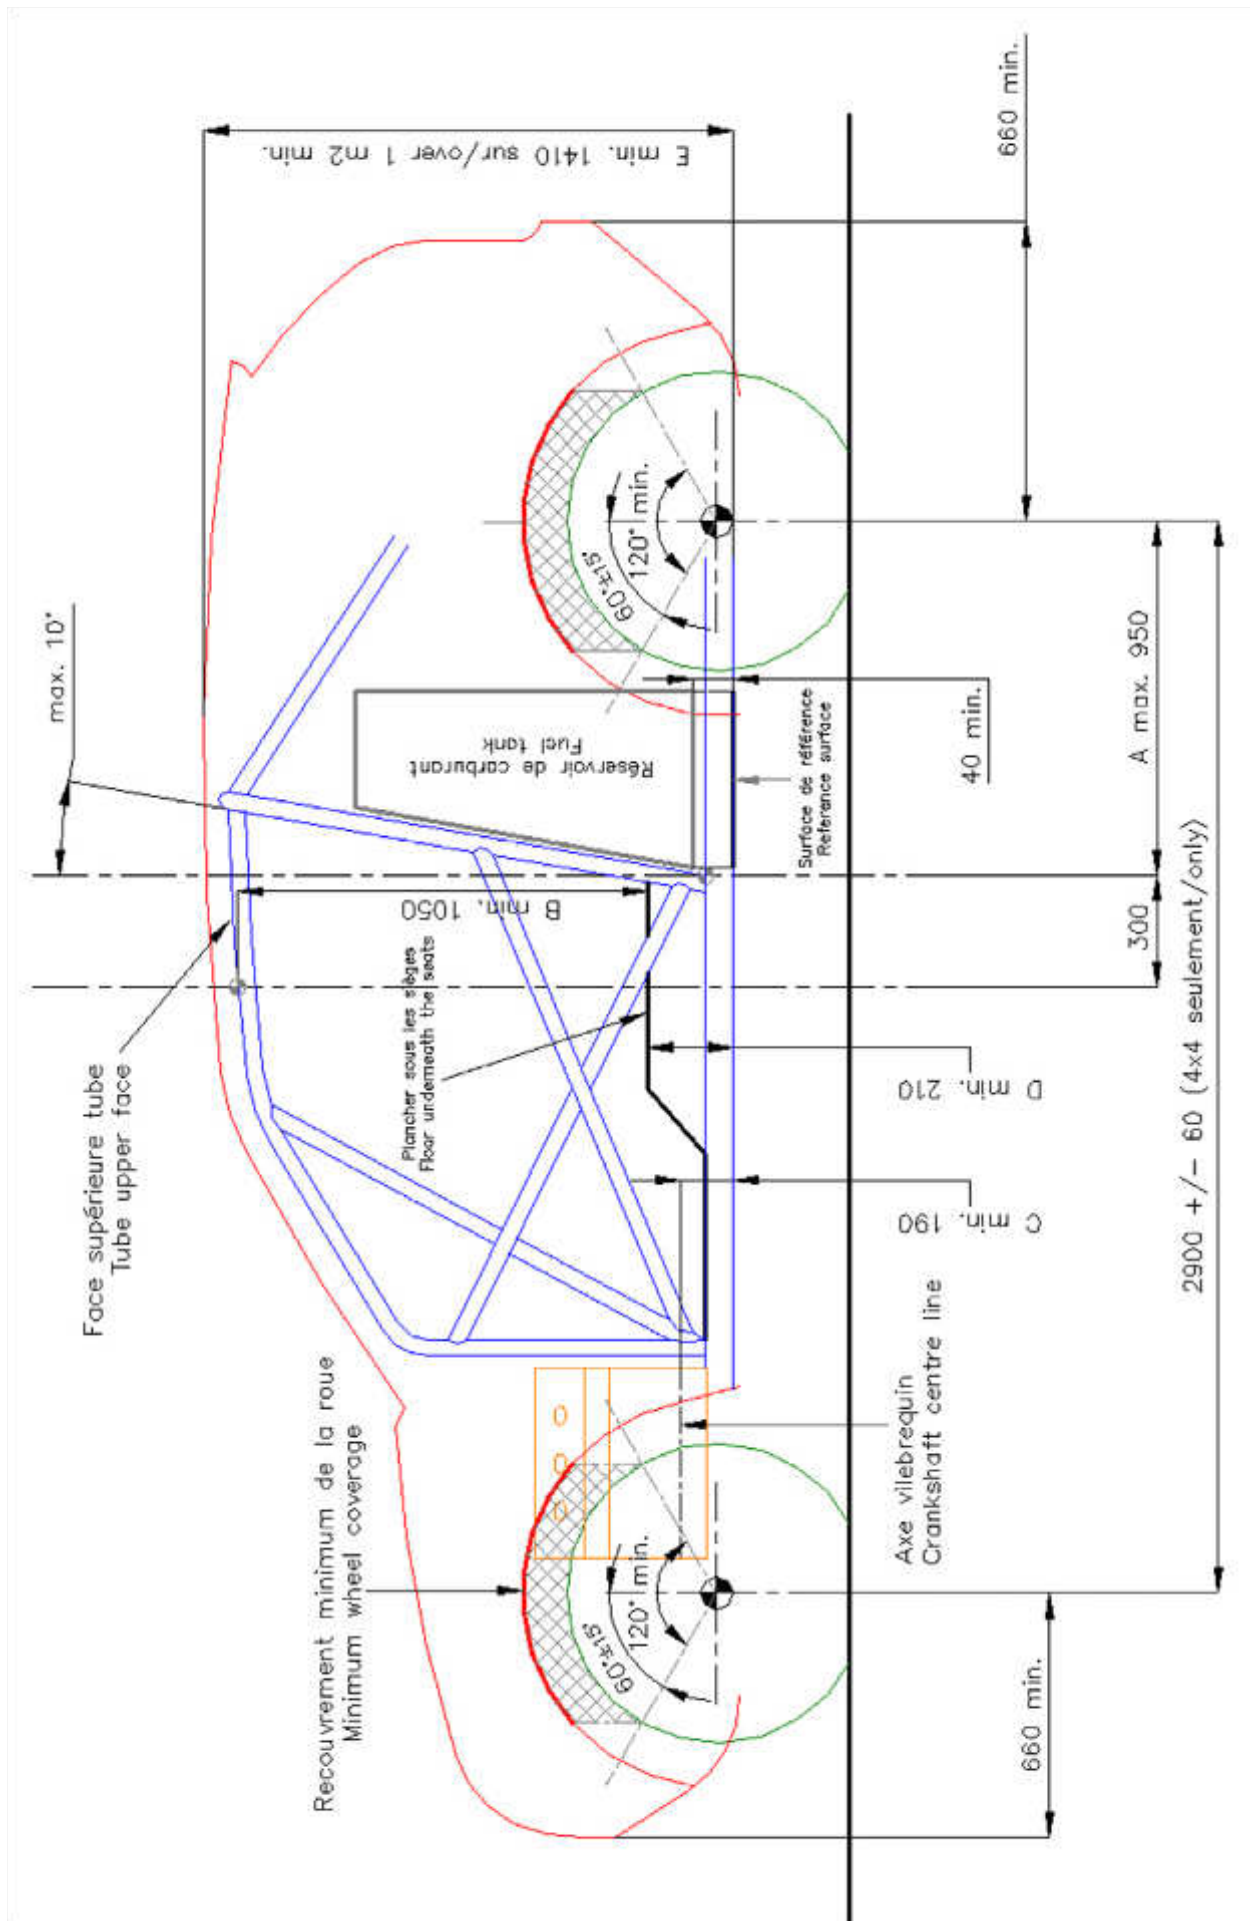 660 min.
E min. 1410 sur/over 1 m2 min.
max. 10°
120° min.
60°±15°
Réservoir de carburant
Fuel tank
Surface de référence
Reference surface
40 min.
A max. 950
B min. 1050
300
Plancher sous les sièges
Floor underneath the seats
Face supérieure tube
Tube upper face
D min. 210
C min. 190
2900 +/- 60 (4x4 seulement/only)
Axe vilebrequin
Crankshaft centre line
Recouvrement minimum de la roue
Minimum wheel coverage
120° min.
60°±15°
660 min.